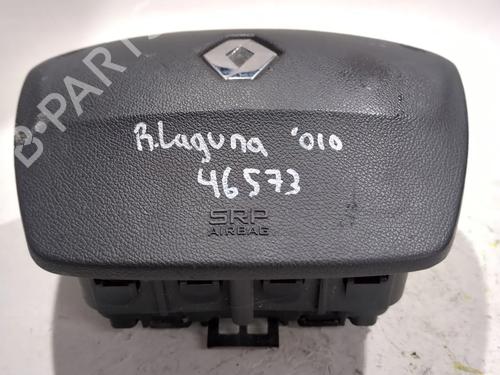 B-PARTS
R.Laguna '010
46573
SRP
AIRBAG